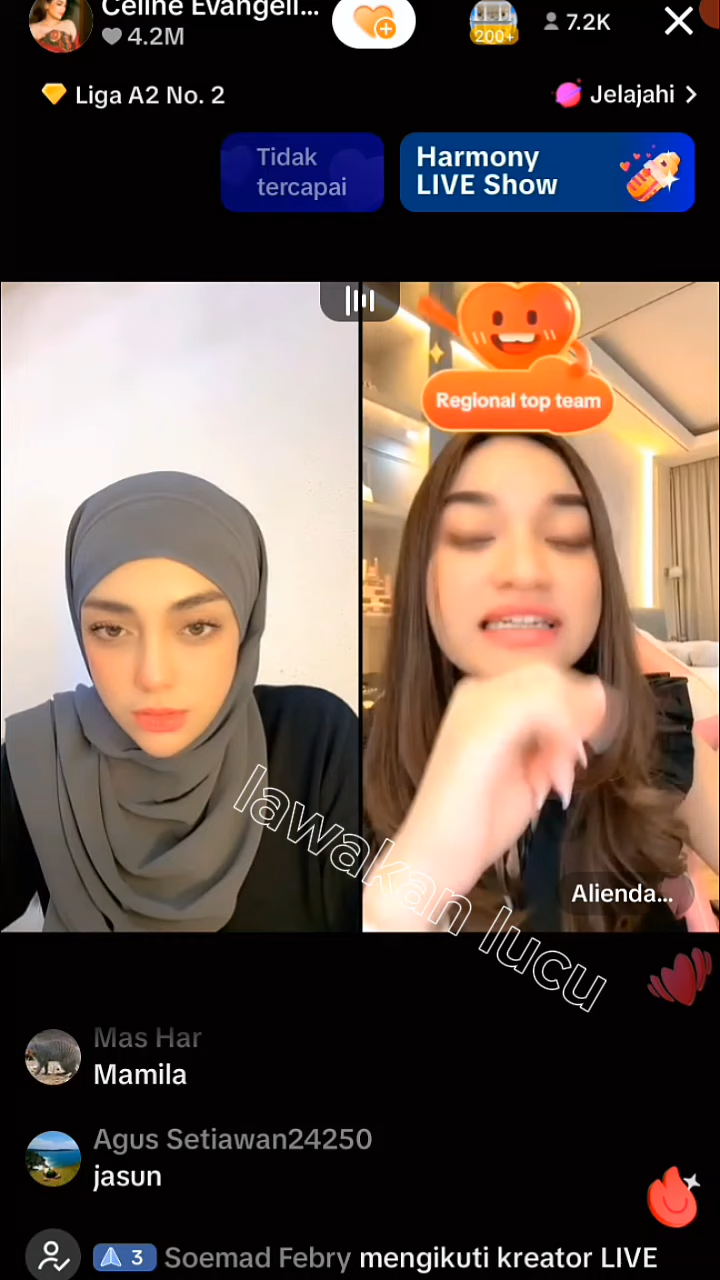 Celine Evangeli...
4.2M
200+
7.2K
Liga A2 No. 2
Jelajahi
Tidak
tercapai
Harmony
LIVE Show
Regional top team
Alienda...
lawakan lucu
Mas Har
Mamila
Agus Setiawan24250
jasun
3 Soemad Febry mengikuti kreator LIVE